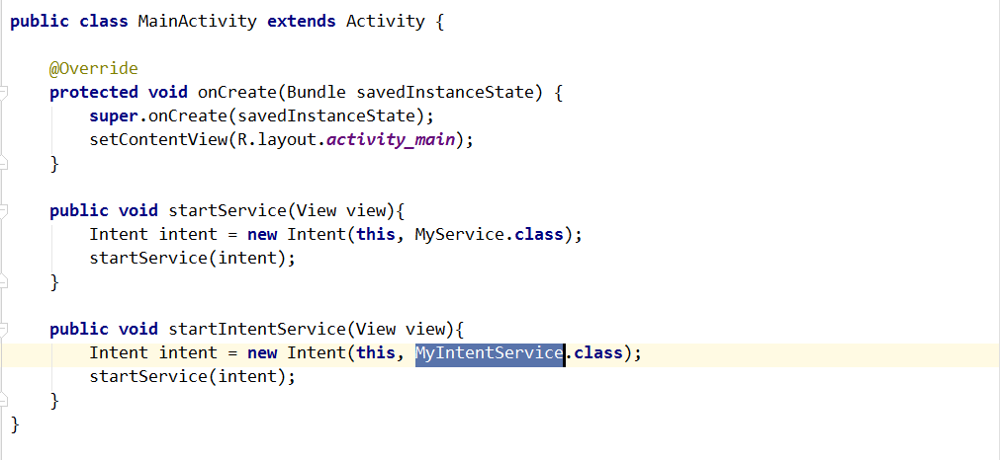 public class MainActivity extends Activity {
@Override
protected void onCreate(Bundle savedInstanceState) {
super.onCreate(savedInstanceState);
setContentView(R.layout.activity_main);
}
public void startService(View view){
Intent intent = new Intent(this, MyService.class);
startService(intent);
}
public void startIntentService(View view){
Intent intent = new Intent(this, MyIntentService.class);
startService(intent);
}
}